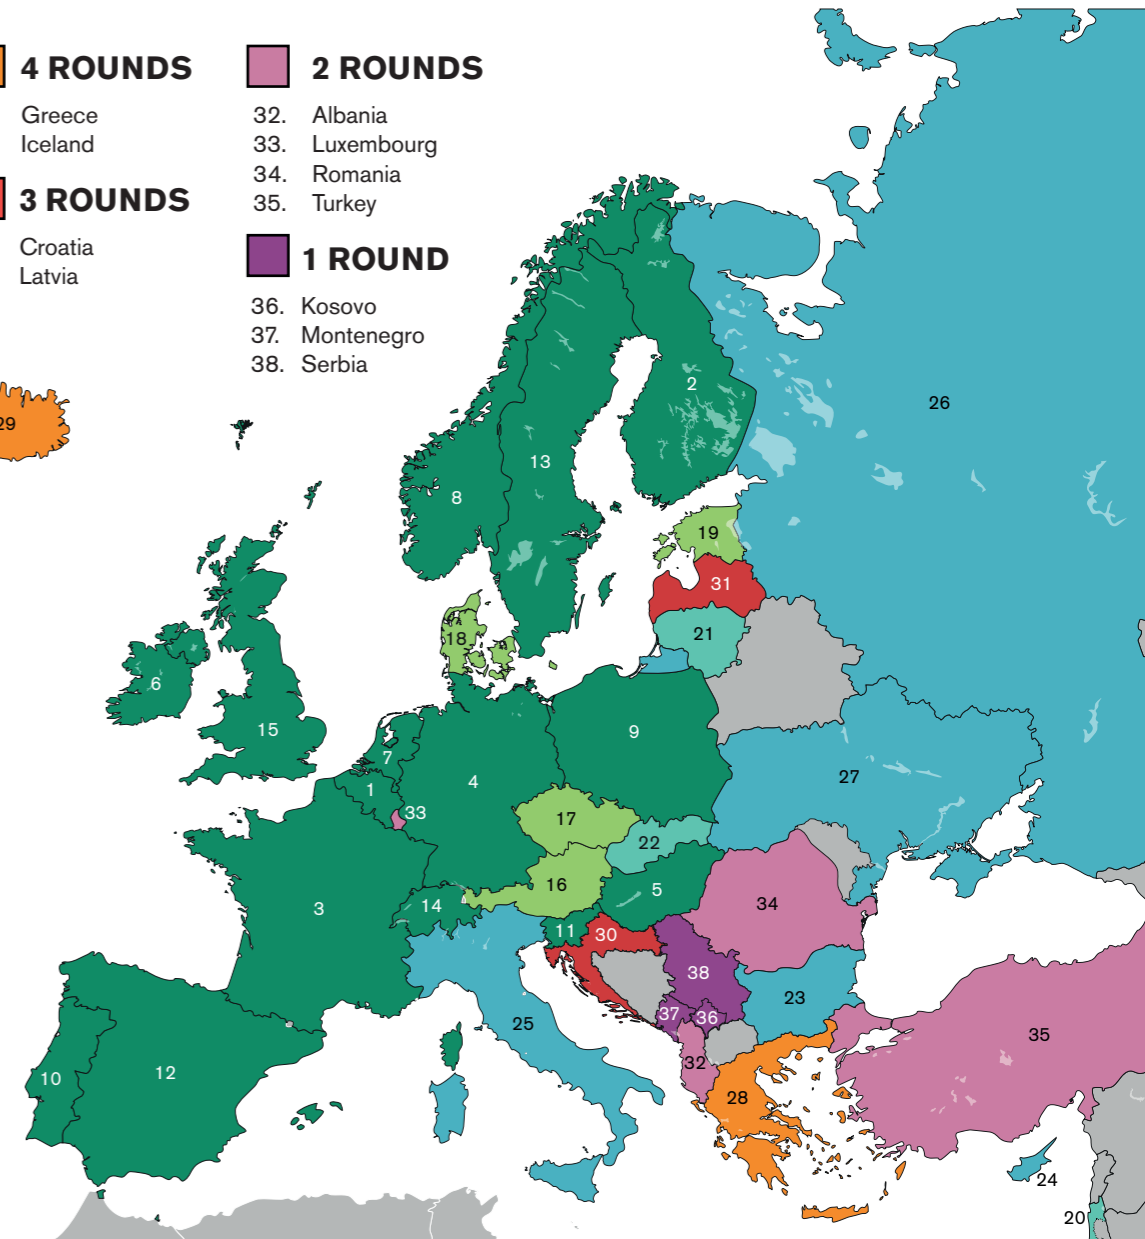 4 ROUNDS
Greece
Iceland
3 ROUNDS
Croatia
Latvia
2 ROUNDS
32. Albania
33. Luxembourg
34. Romania
35. Turkey
1 ROUND
36. Kosovo
37. Montenegro
38. Serbia
29
2
26
13
8
19
31
21
18
6
15
9
7
4
27
1
33
17
22
16
5
3
14
34
11
30
38
23
37
36
25
35
32
10
12
28
24
20